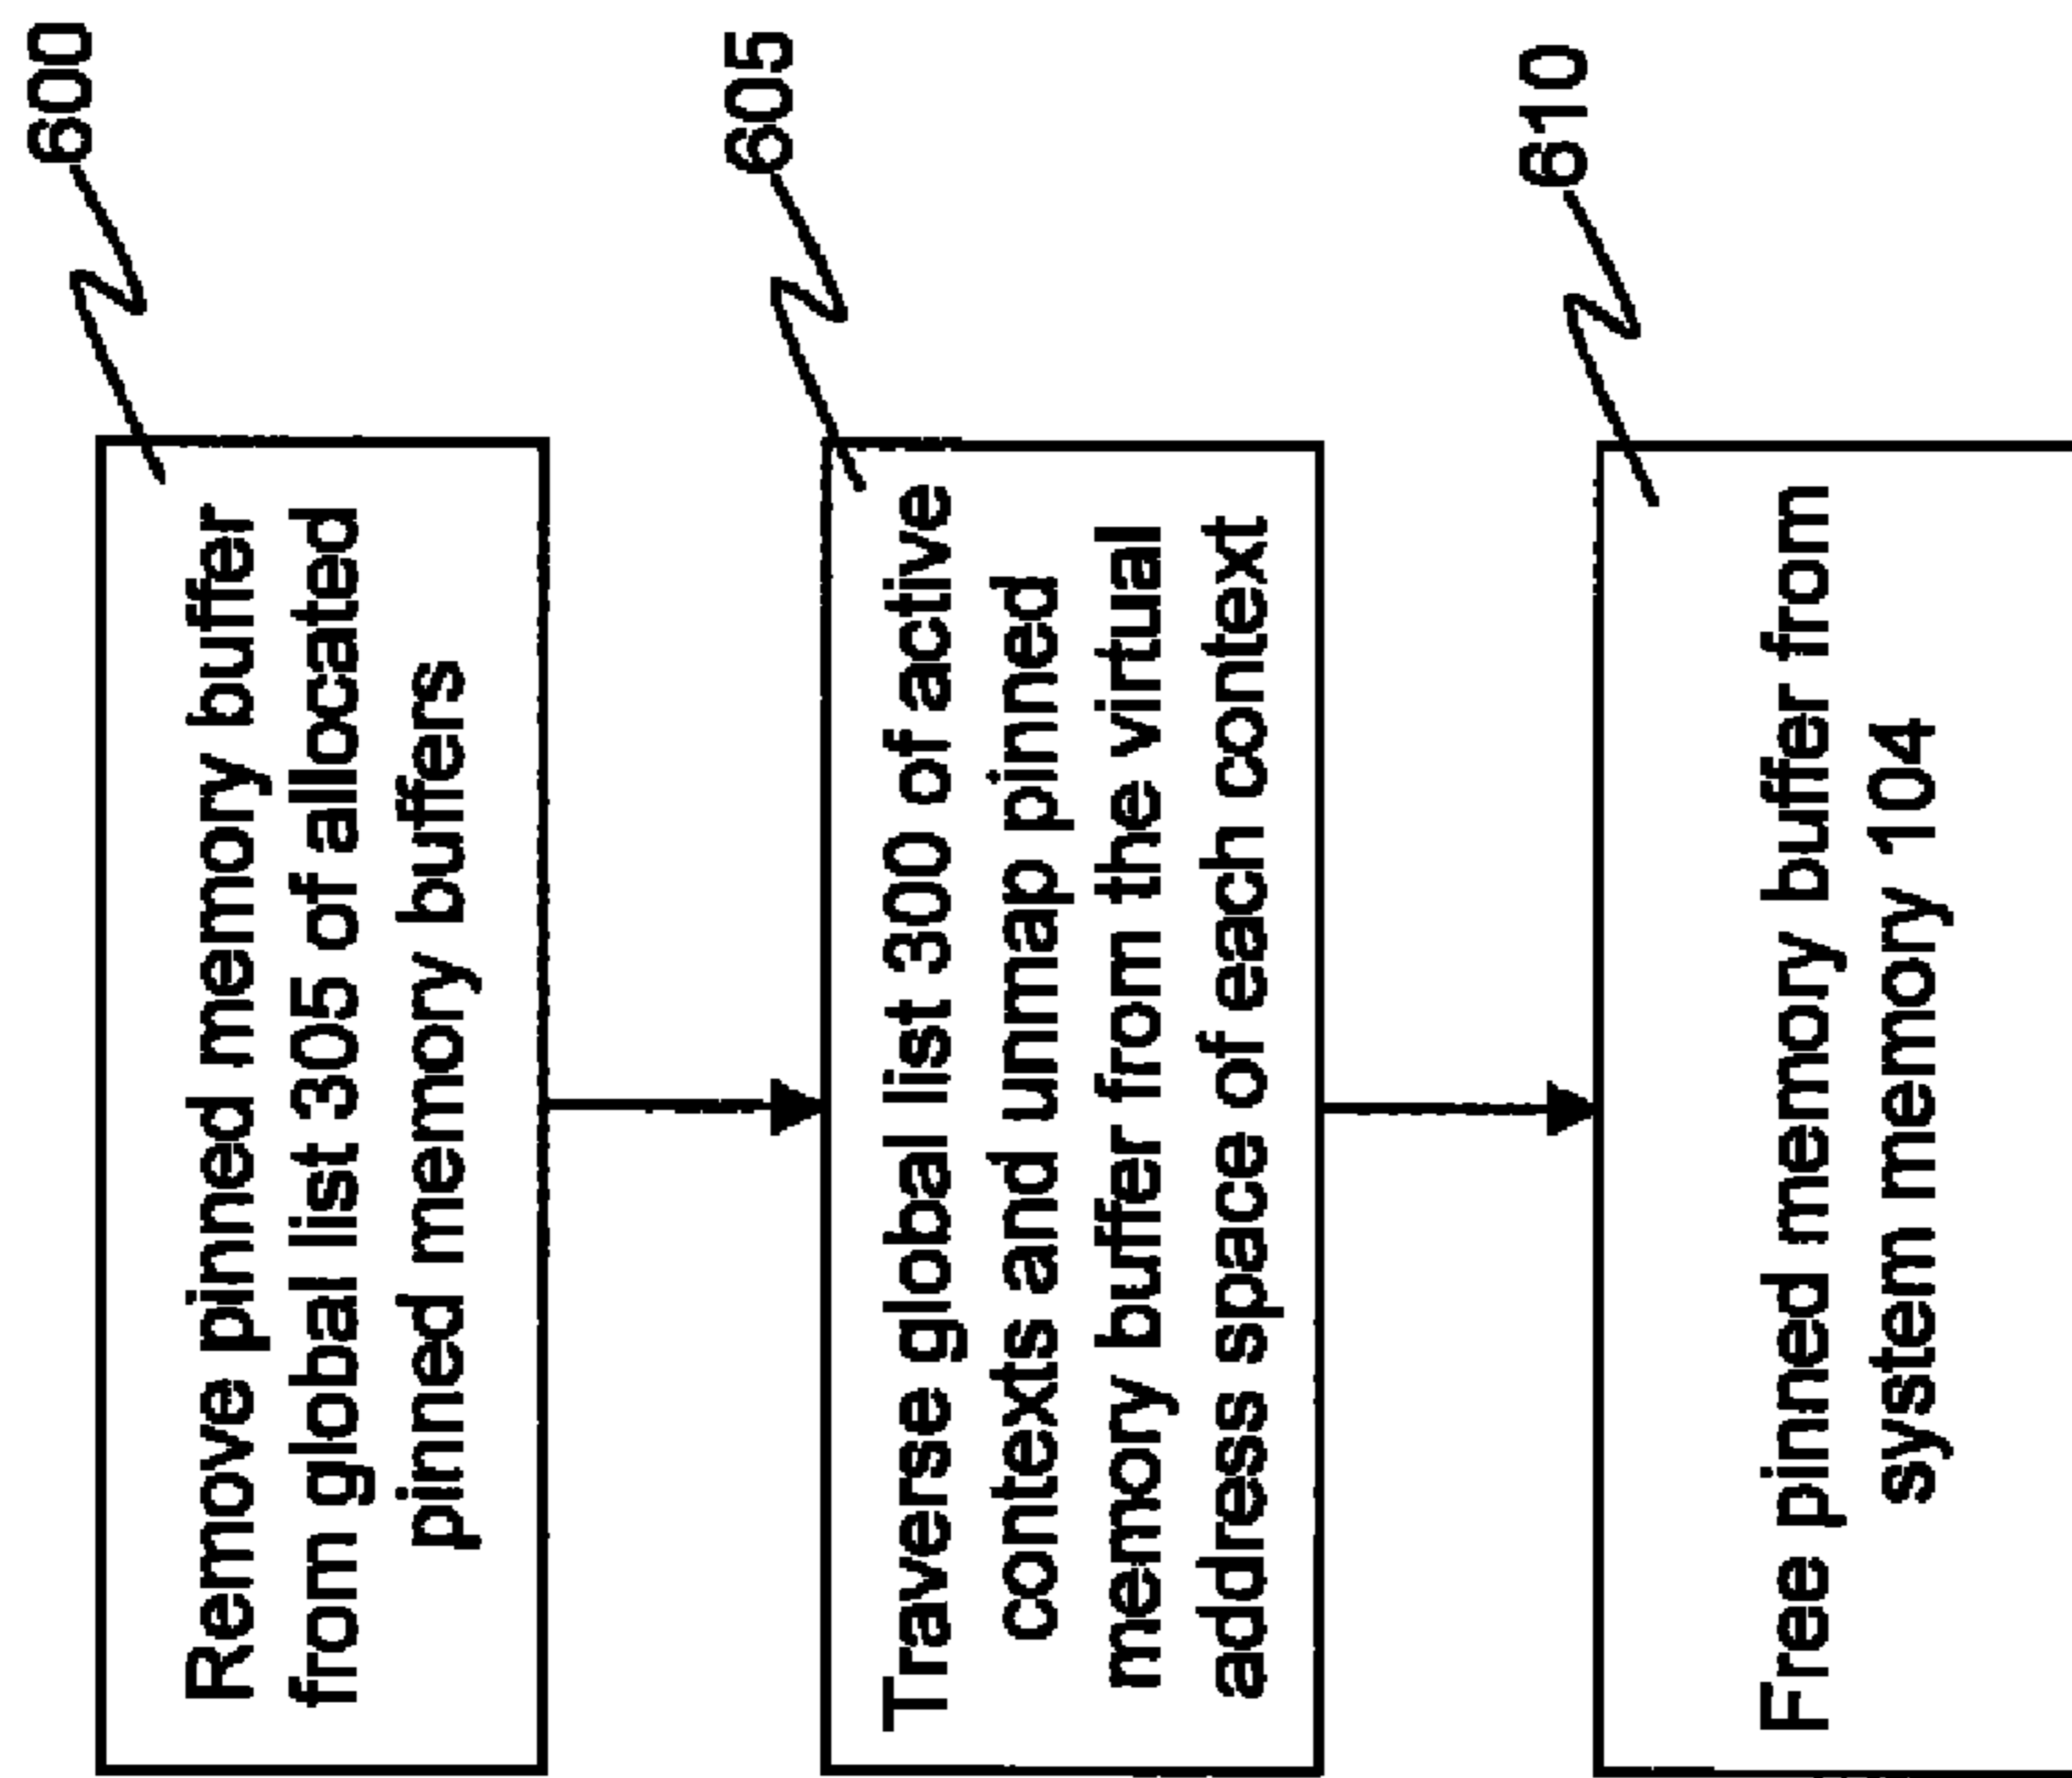 600
Remove pinned memory buffer
from global list 305 of allocated
pinned memory buffers
605
Traverse global list 300 of active
contexts and unmap pinned
memory buffer from the virtual
address space of each context
610
Free pinned memory buffer from
system memory 104